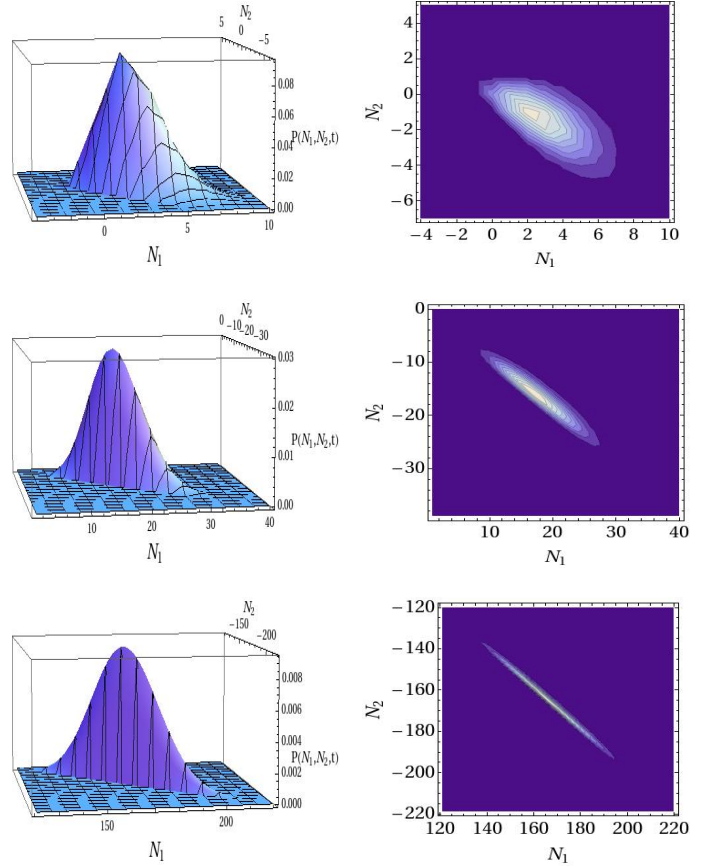 5 0 −5
N₂
0.08
0.06
P(N₁,N₂,t)
0.04
0.02
0.00
0 5 10
N₁
4
2
0
−2
−4
−6
N₂
−4 −2 0 2 4 6 8 10
N₁
N₂
0 −10 −20 −30
0.03
0.02
P(N₁,N₂,t)
0.01
0.00
10 20 30 40
N₁
0
−10
−20
−30
N₂
10 20 30 40
N₁
N₂
−150 −200
0.008
0.006
0.004
P(N₁,N₂,t)
0.002
0.000
150 200
N₁
−120
−140
−160
−180
−200
−220
N₂
120 140 160 180 200 220
N₁